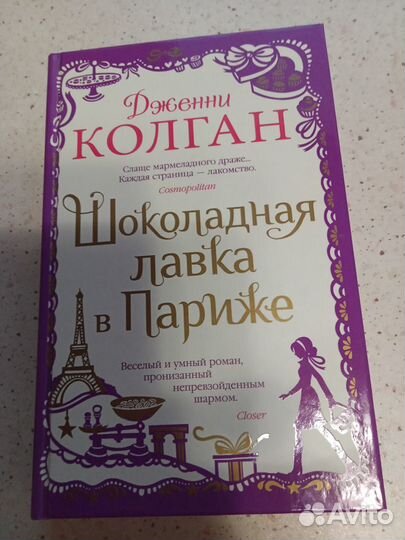 Дженни
КОЛГАН
Слаще мармеладного драже...
Каждая страница — лакомство.
Cosmopolitan
Шоколадная
лавка
в Париже
Веселый и умный роман,
пронизанный
непревзойденным
шармом.
Closer
Avito